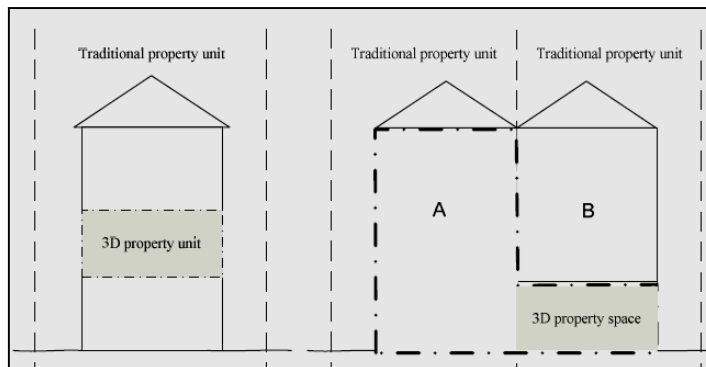 Traditional property unit
Traditional property unit
Traditional property unit
A
B
3D property unit
3D property space